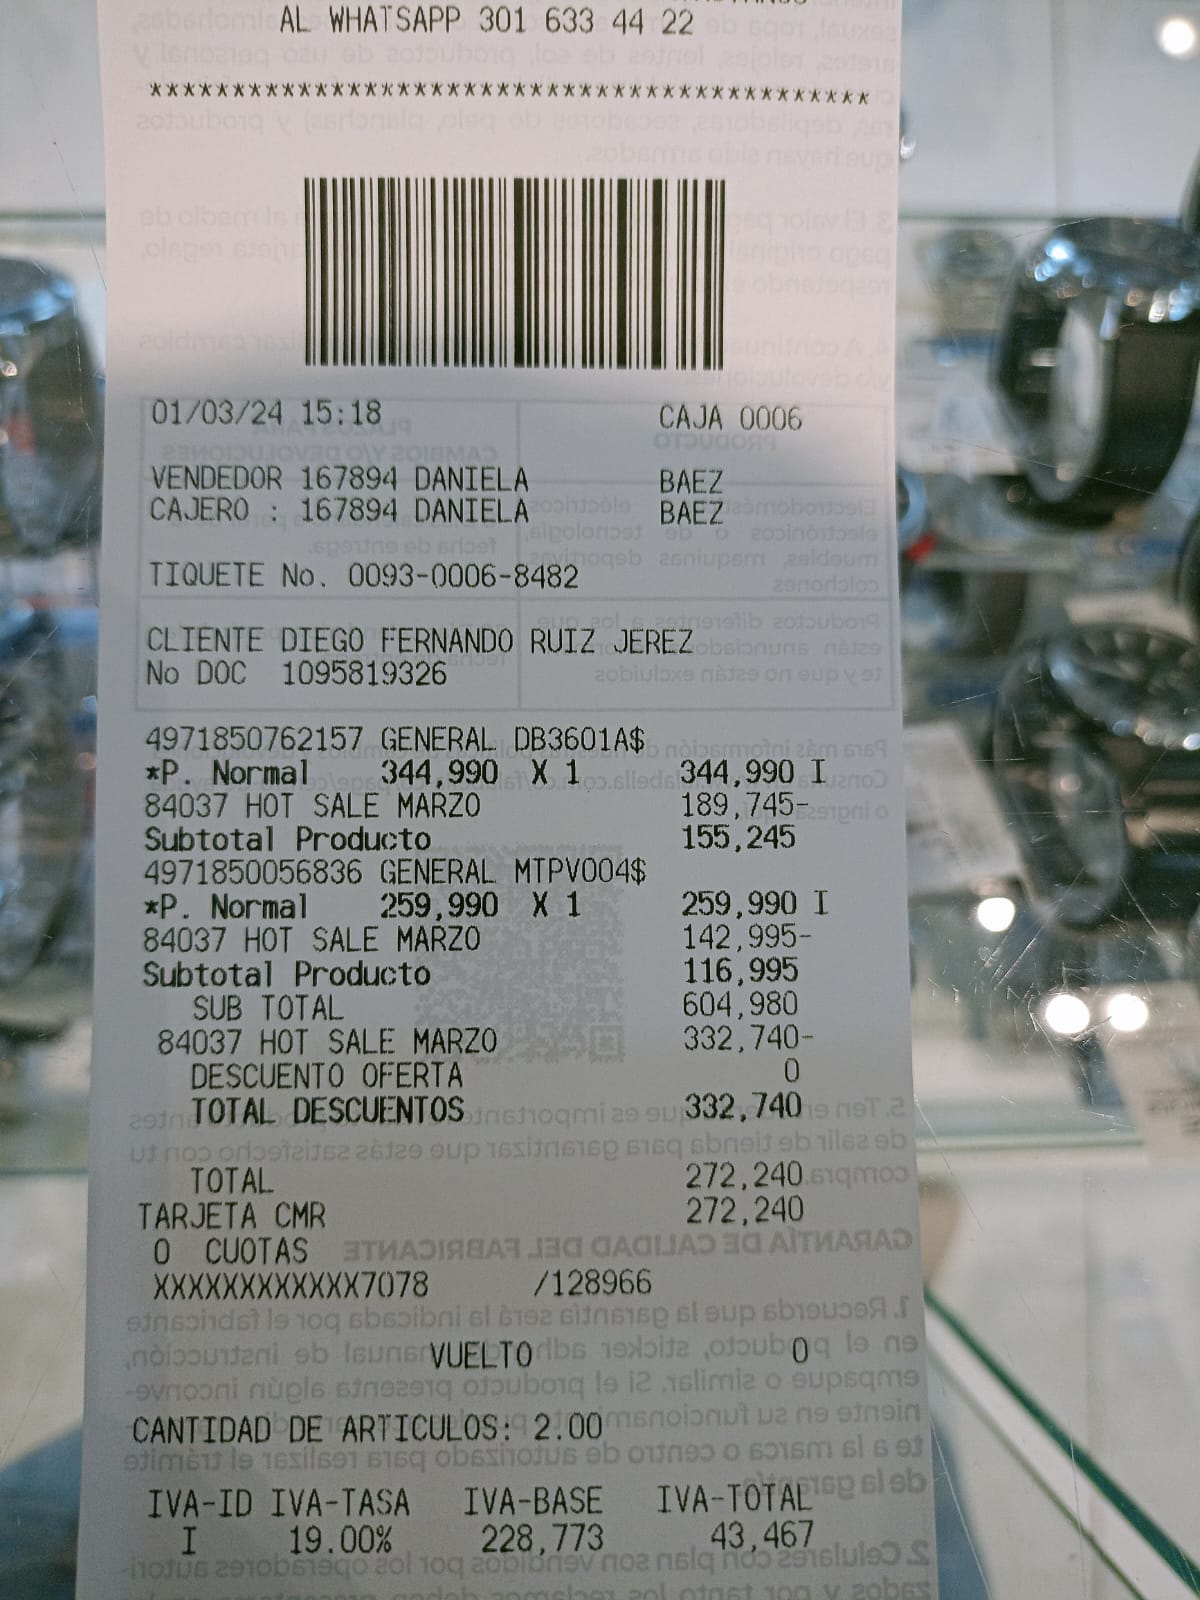 AL WHATSAPP 301 633 44 22
********************************************
01/03/24 15:18 CAJA 0006
VENDEDOR 167894 DANIELA BAEZ
CAJERO : 167894 DANIELA BAEZ
TIQUETE No. 0093-0006-8482
CLIENTE DIEGO FERNANDO RUIZ JEREZ
No DOC 1095819326
4971850762157 GENERAL DB3601A$
*P. Normal 344,990 X 1 344,990 I
84037 HOT SALE MARZO 189,745-
Subtotal Producto 155,245
4971850056836 GENERAL MTPV004$
*P. Normal 259,990 X 1 259,990 I
84037 HOT SALE MARZO 142,995-
Subtotal Producto 116,995
SUB TOTAL 604,980
84037 HOT SALE MARZO 332,740-
DESCUENTO OFERTA 0
TOTAL DESCUENTOS 332,740
TOTAL 272,240
TARJETA CMR 272,240
0 CUOTAS
XXXXXXXXXXXX7078 /128966
VUELTO 0
CANTIDAD DE ARTICULOS: 2.00
IVA-ID IVA-TASA IVA-BASE IVA-TOTAL
I 19.00% 228,773 43,467